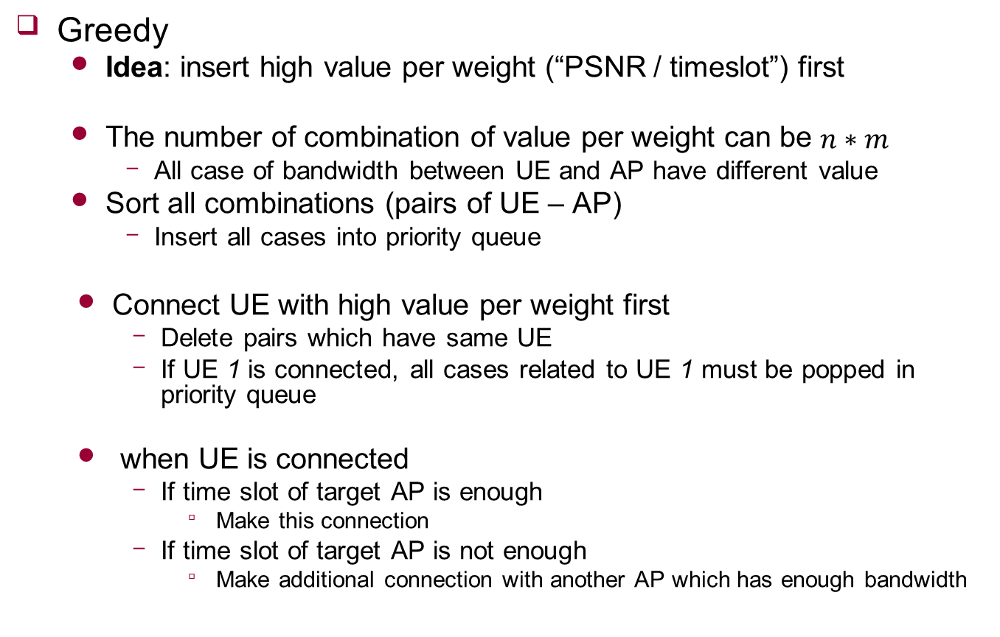 Greedy
Idea: insert high value per weight (“PSNR / timeslot”) first
The number of combination of value per weight can be n ∗ m
– All case of bandwidth between UE and AP have different value
Sort all combinations (pairs of UE – AP)
– Insert all cases into priority queue
Connect UE with high value per weight first
– Delete pairs which have same UE
– If UE 1 is connected, all cases related to UE 1 must be popped in
priority queue
when UE is connected
– If time slot of target AP is enough
Make this connection
– If time slot of target AP is not enough
Make additional connection with another AP which has enough bandwidth